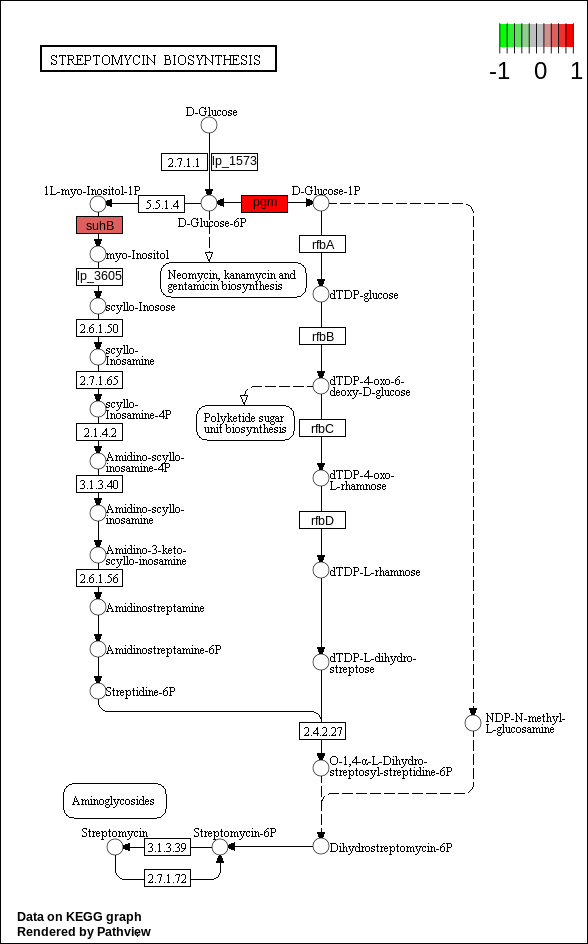 -1 0 1
STREPTOMYCIN BIOSYNTHESIS
D-Glucose
2.7.1.1 lp_1573
1L-myo-Inositol-1P
5.5.1.4
pgm
D-Glucose-1P
D-Glucose-6P
suhB
myo-Inositol
lp_3605
scyllo-Inosose
2.6.1.50
scyllo-
Inosamine
2.7.1.65
scyllo-
Inosamine-4P
2.1.4.2
Amidino-scyllo-
inosamine-4P
3.1.3.40
Amidino-scyllo-
inosamine
Amidino-3-keto-
scyllo-inosamine
2.6.1.56
Amidinostreptamine
Amidinostreptamine-6P
Streptidine-6P
Neomycin, kanamycin and
gentamicin biosynthesis
rfbA
dTDP-glucose
rfbB
dTDP-4-oxo-6-
deoxy-D-glucose
Polyketide sugar
unit biosynthesis
rfbC
dTDP-4-oxo-
L-rhamnose
rfbD
dTDP-L-rhamnose
dTDP-L-dihydro-
streptose
2.4.2.27
NDP-N-methyl-
L-glucosamine
O-1,4-α-L-Dihydro-
streptosyl-streptidine-6P
Aminoglycosides
Streptomycin
3.1.3.39
Streptomycin-6P
Dihydrostreptomycin-6P
2.7.1.72
Data on KEGG graph
Rendered by Pathview